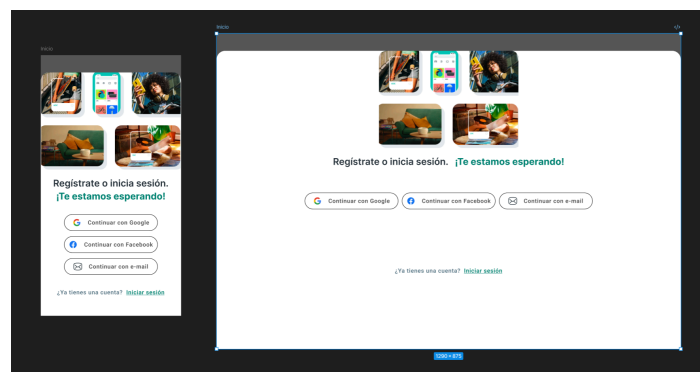 Inicio
Regístrate o inicia sesión.
¡Te estamos esperando!
Continuar con Google
Continuar con Facebook
Continuar con e-mail
¿Ya tienes una cuenta? Iniciar sesión
Inicio
</>
Regístrate o inicia sesión. ¡Te estamos esperando!
Continuar con Google Continuar con Facebook Continuar con e-mail
¿Ya tienes una cuenta? Iniciar sesión
1290 × 875